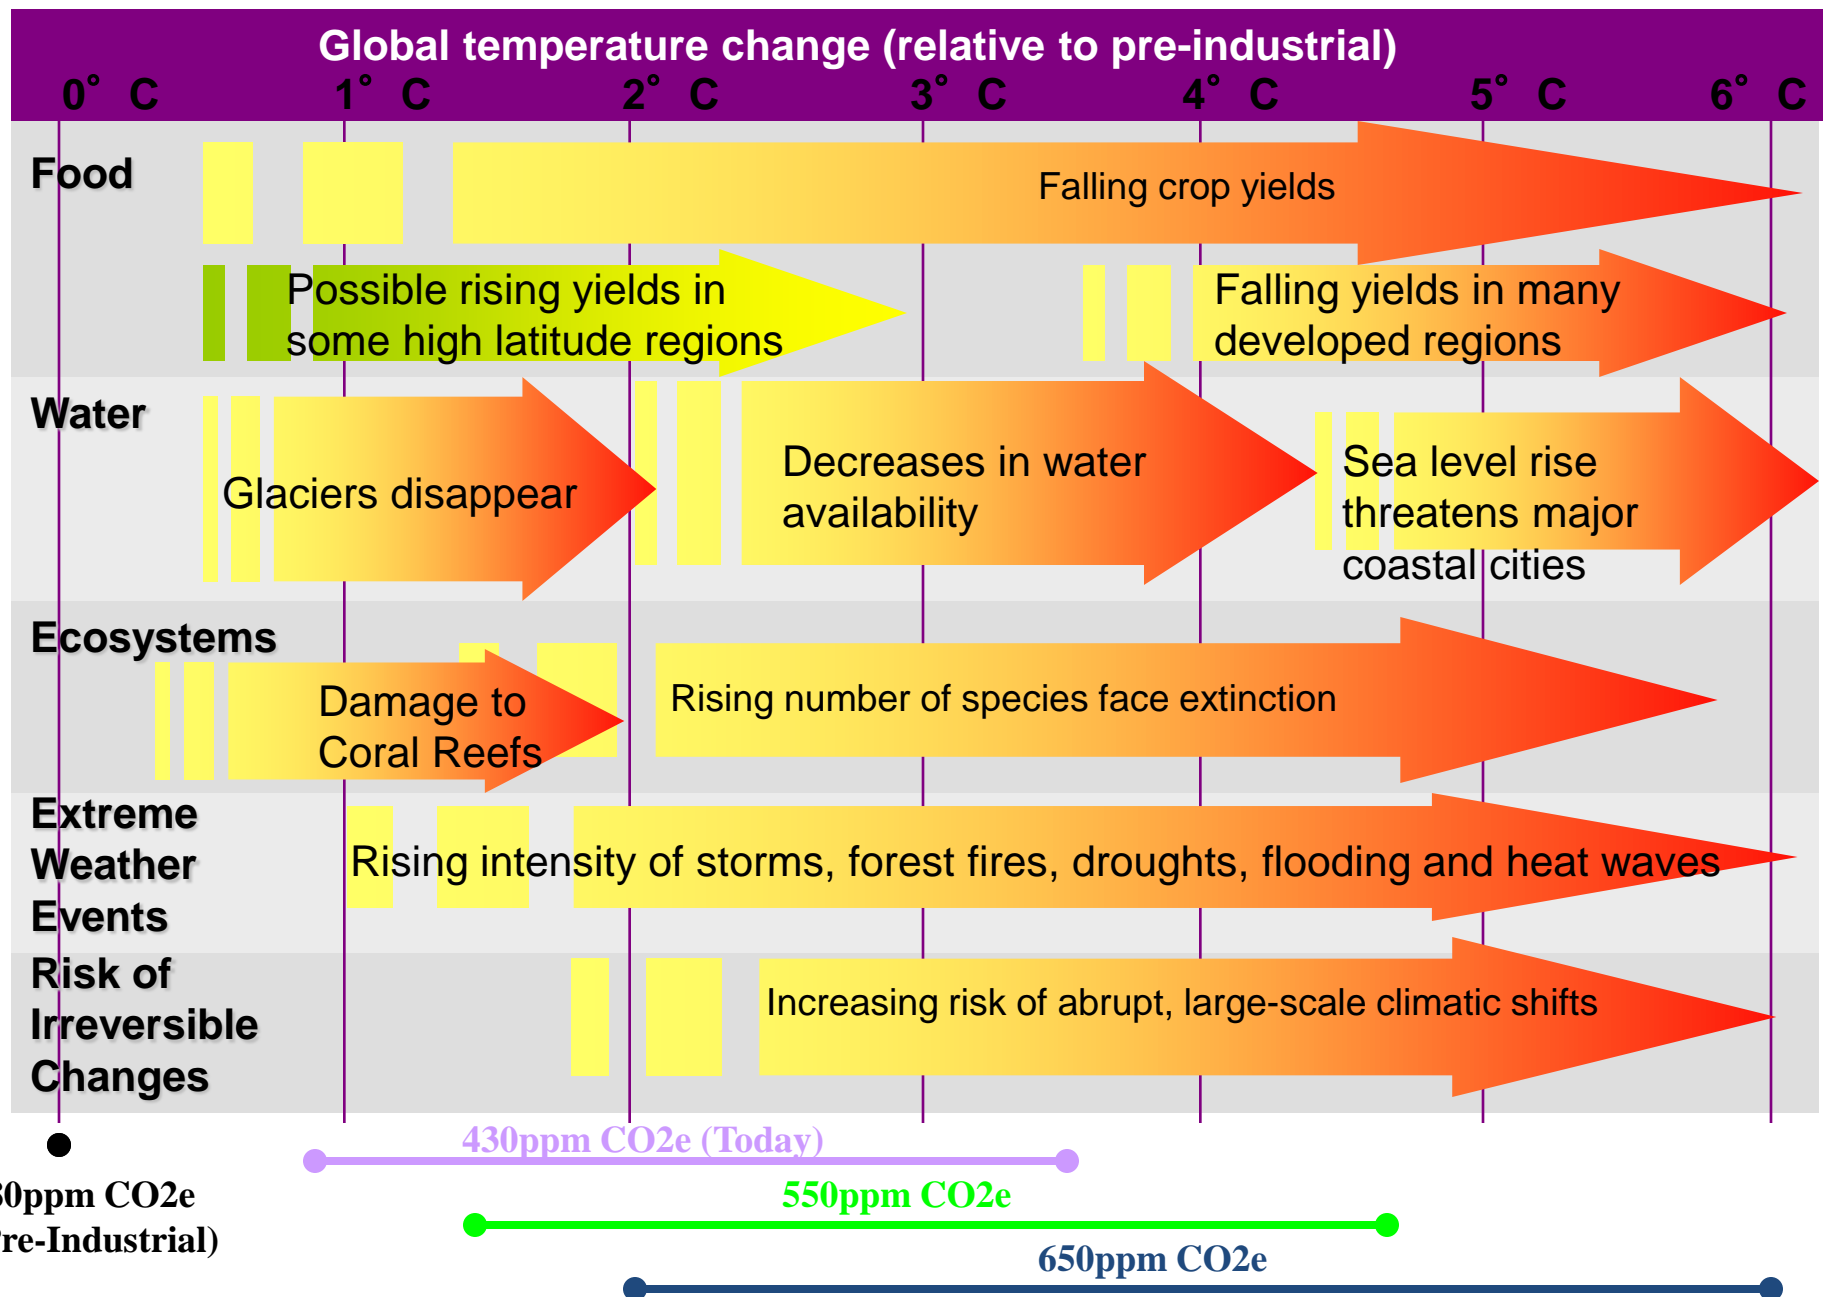 Global temperature change (relative to pre-industrial)
0° C 1° C 2° C 3° C 4° C 5° C 6° C
Food
Falling crop yields
Possible rising yields in
some high latitude regions
Falling yields in many
developed regions
Water
Glaciers disappear
Decreases in water
availability
Sea level rise
threatens major
coastal cities
Ecosystems
Damage to
Coral Reefs
Rising number of species face extinction
Extreme
Weather
Events
Rising intensity of storms, forest fires, droughts, flooding and heat waves
Risk of
Irreversible
Changes
Increasing risk of abrupt, large-scale climatic shifts
430ppm CO2e (Today)
0ppm CO2e
re-Industrial)
550ppm CO2e
650ppm CO2e